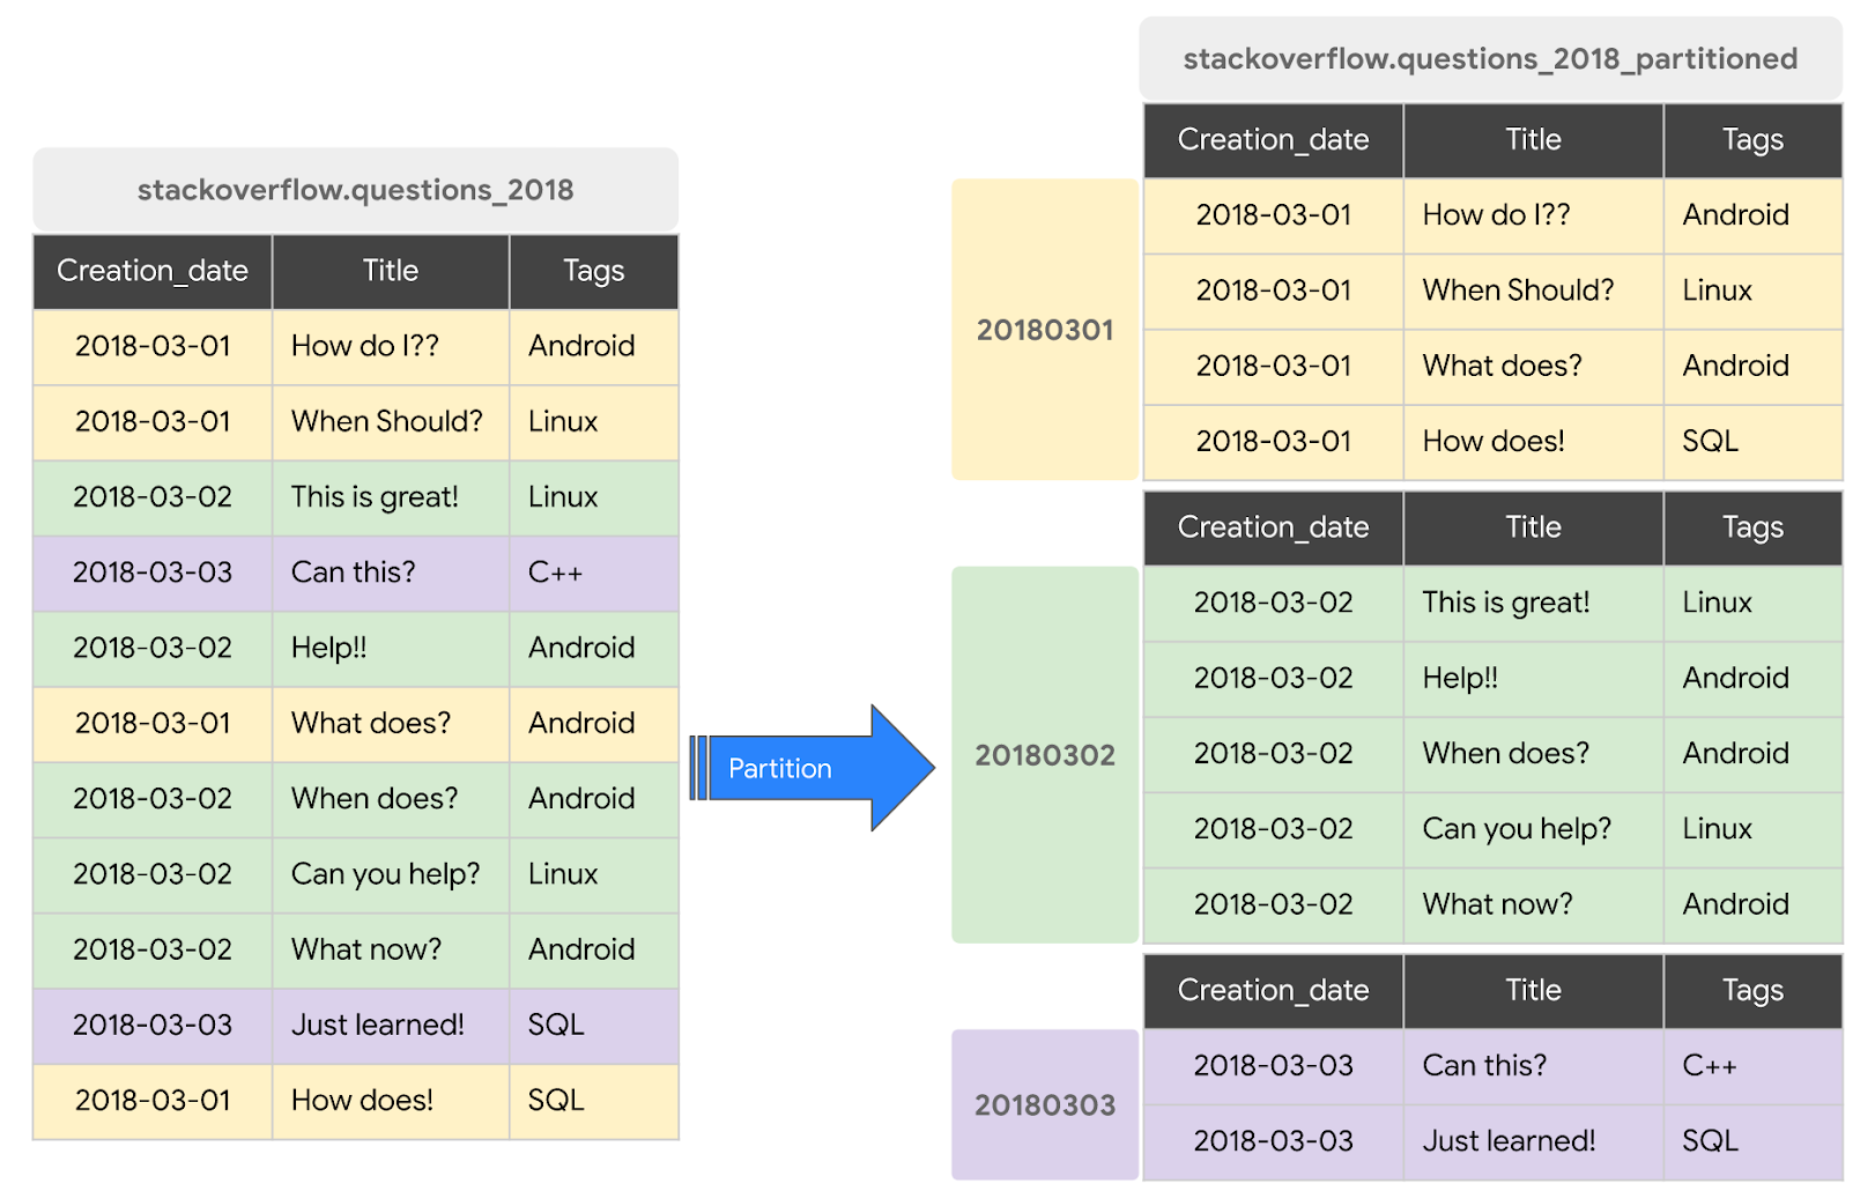 stackoverflow.questions_2018
Creation_date Title Tags
2018-03-01 How do I?? Android
2018-03-01 When Should? Linux
2018-03-02 This is great! Linux
2018-03-03 Can this? C++
2018-03-02 Help!! Android
2018-03-01 What does? Android
2018-03-02 When does? Android
2018-03-02 Can you help? Linux
2018-03-02 What now? Android
2018-03-03 Just learned! SQL
2018-03-01 How does! SQL
Partition
stackoverflow.questions_2018_partitioned
Creation_date Title Tags
20180301
2018-03-01 How do I?? Android
2018-03-01 When Should? Linux
2018-03-01 What does? Android
2018-03-01 How does! SQL
Creation_date Title Tags
20180302
2018-03-02 This is great! Linux
2018-03-02 Help!! Android
2018-03-02 When does? Android
2018-03-02 Can you help? Linux
2018-03-02 What now? Android
Creation_date Title Tags
20180303
2018-03-03 Can this? C++
2018-03-03 Just learned! SQL